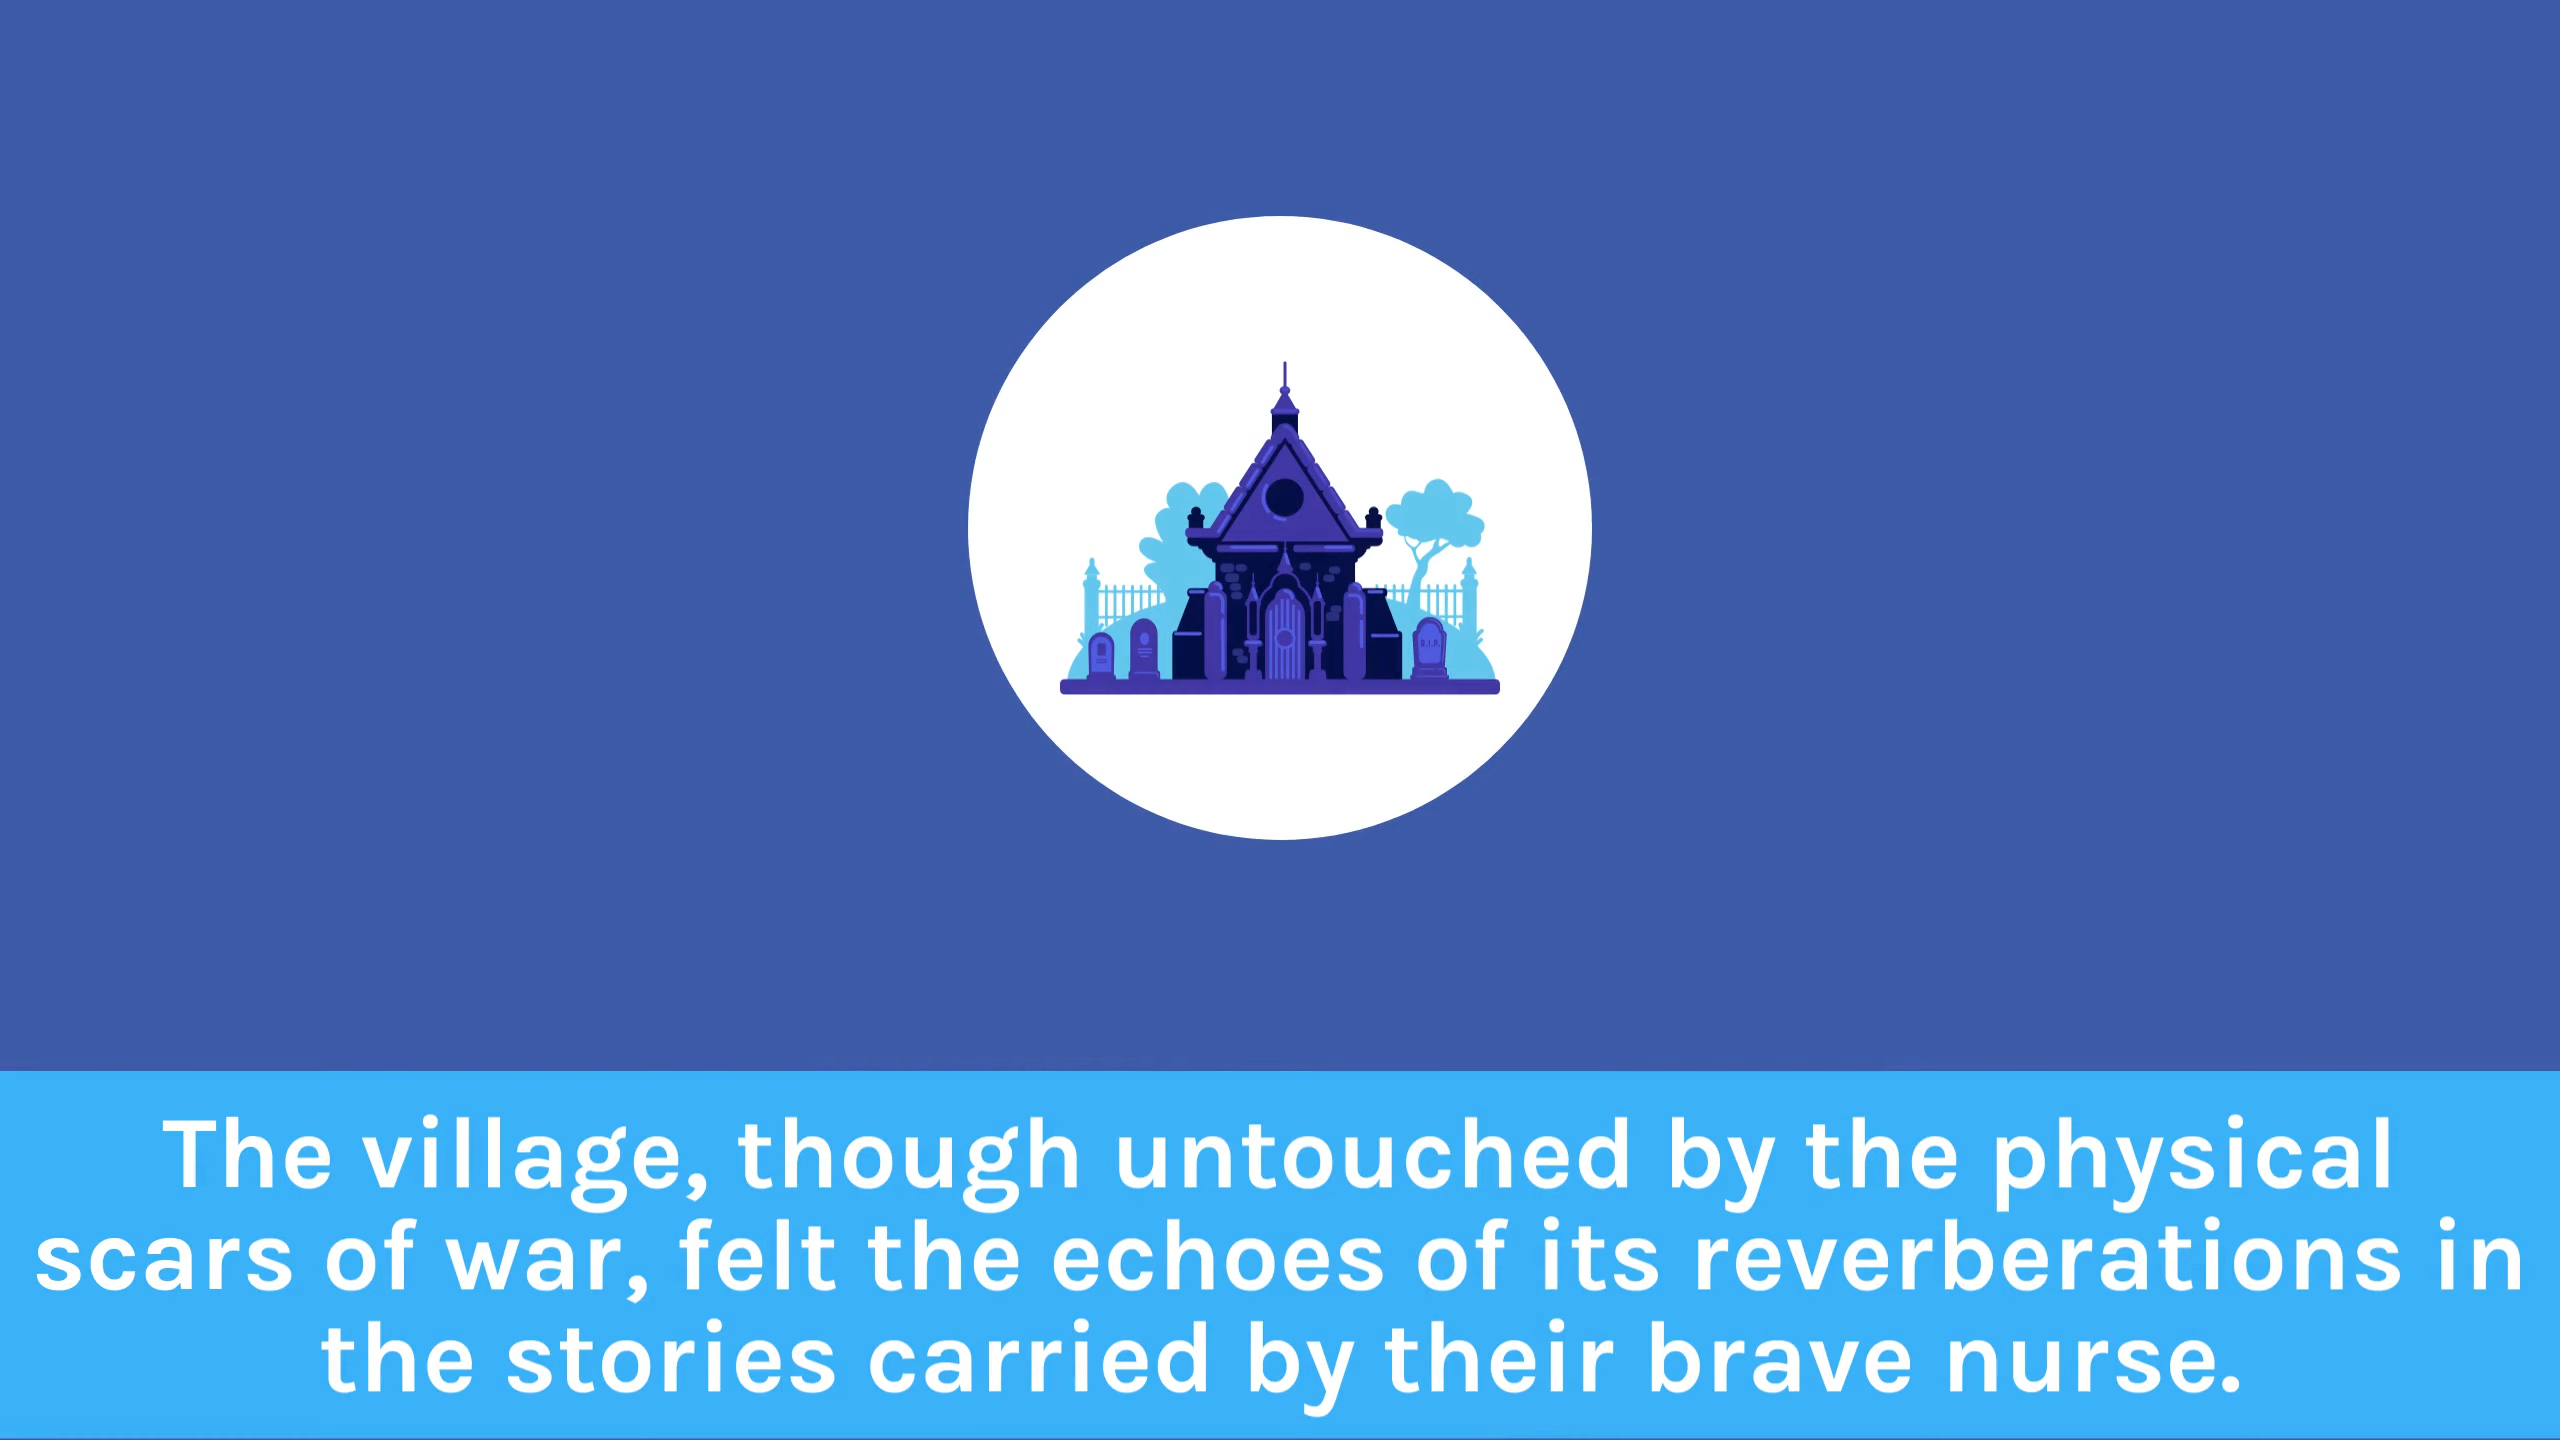 R.I.P.
The village, though untouched by the physical
scars of war, felt the echoes of its reverberations in
the stories carried by their brave nurse.